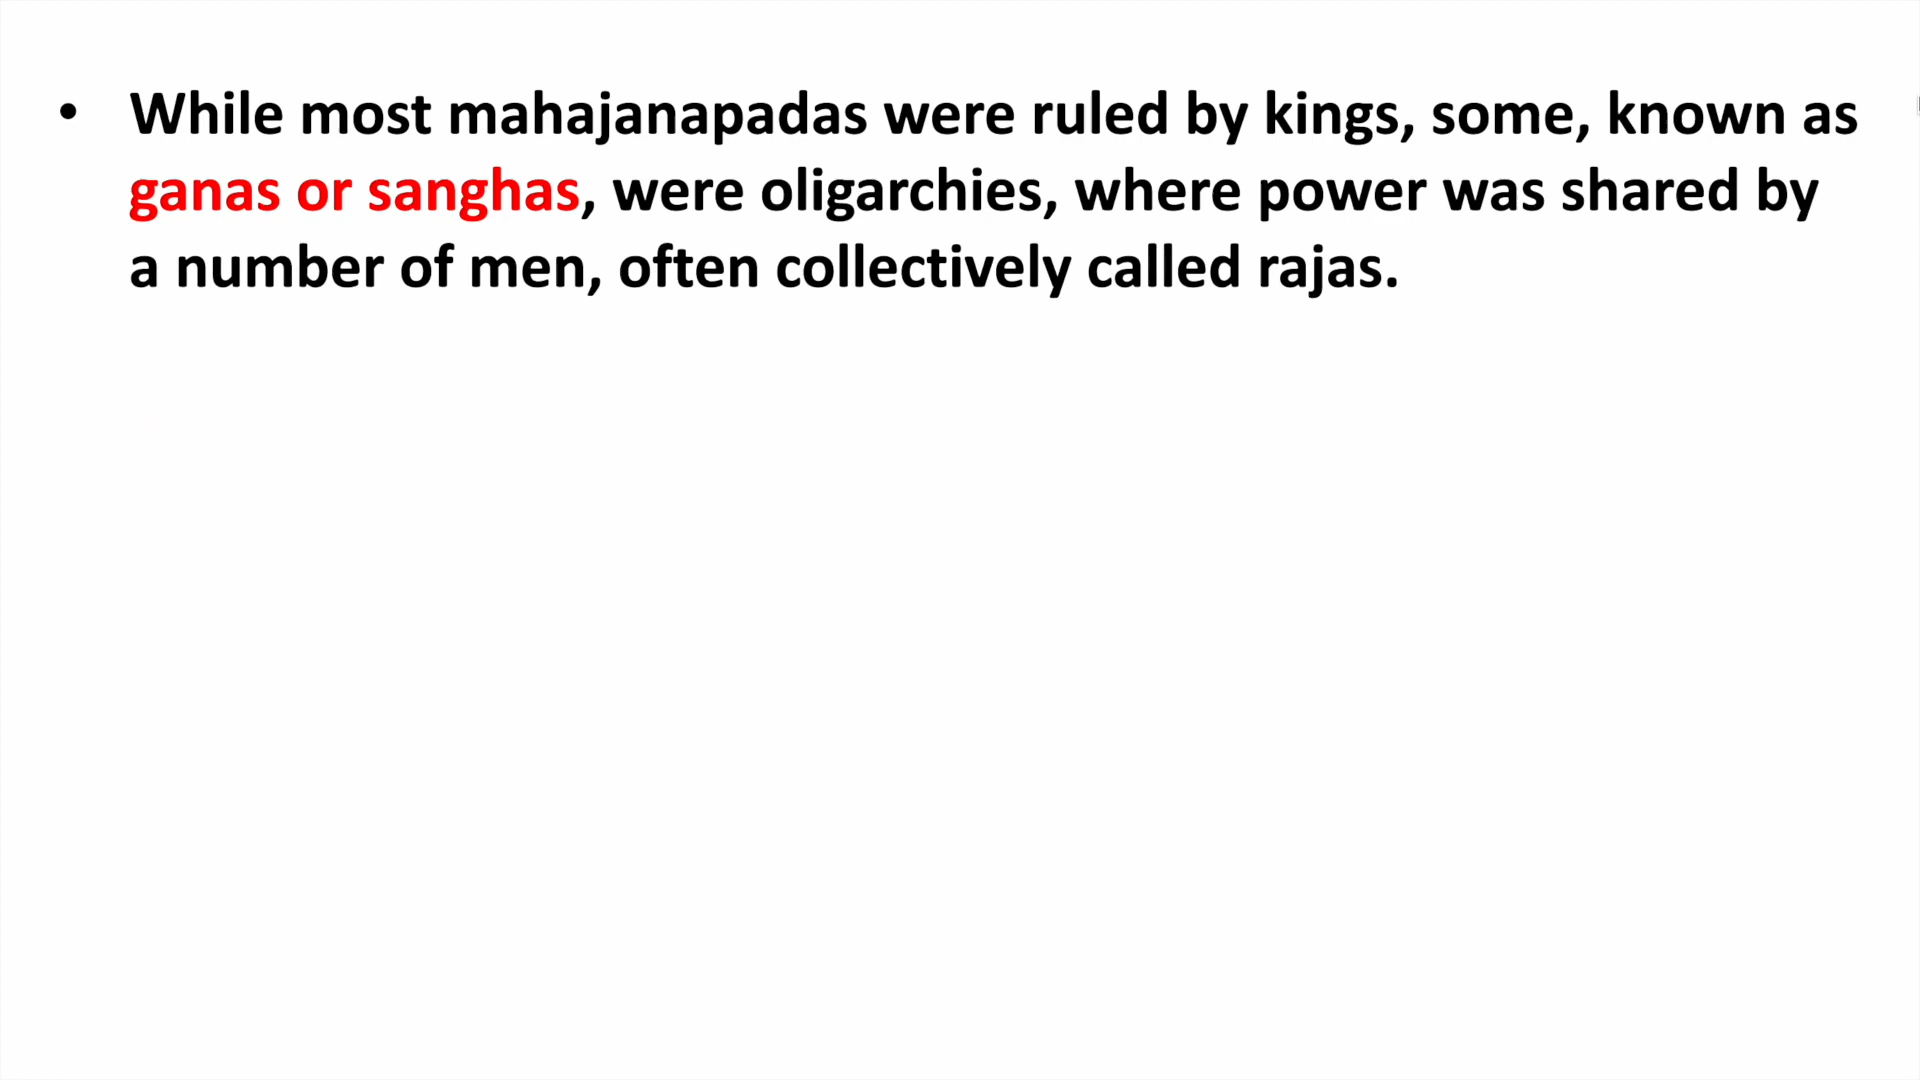 • While most mahajanapadas were ruled by kings, some, known as
ganas or sanghas, were oligarchies, where power was shared by
a number of men, often collectively called rajas.